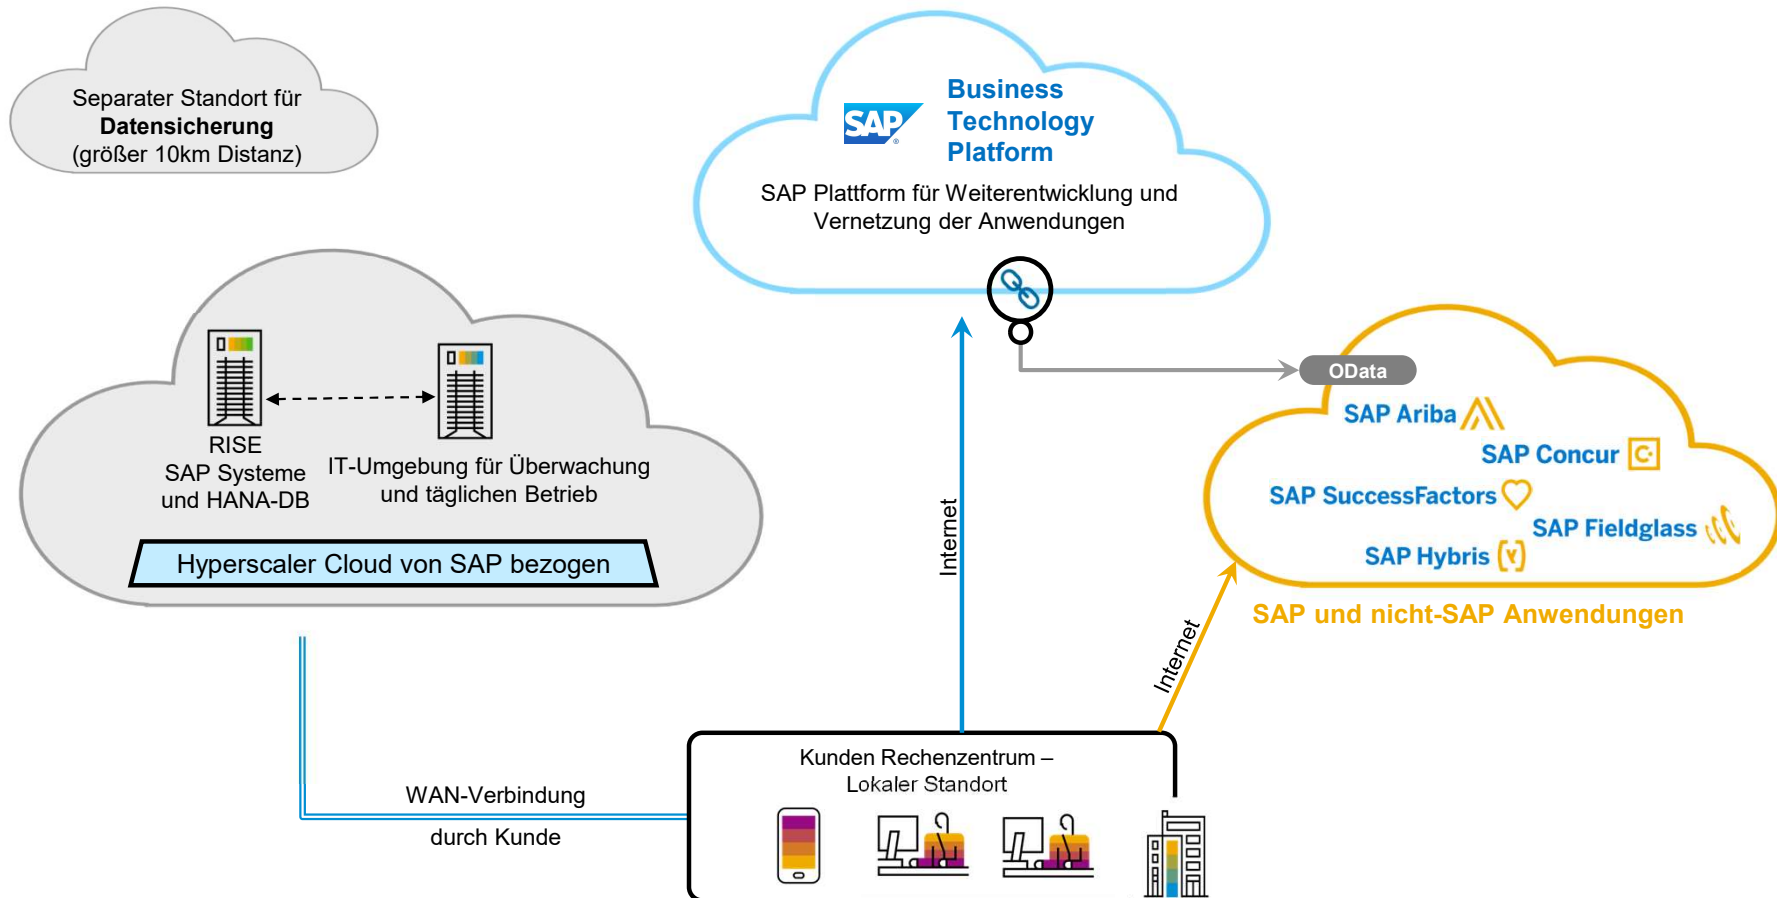 Separater Standort für
Datensicherung
(größer 10km Distanz)
SAP
®
Business
Technology
Platform
SAP Plattform für Weiterentwicklung und
Vernetzung der Anwendungen
RISE
SAP Systeme
und HANA-DB
IT-Umgebung für Überwachung
und täglichen Betrieb
Hyperscaler Cloud von SAP bezogen
OData
SAP Ariba
SAP Concur
SAP SuccessFactors
SAP Fieldglass
SAP Hybris
SAP und nicht-SAP Anwendungen
Internet
Internet
WAN-Verbindung
durch Kunde
Kunden Rechenzentrum –
Lokaler Standort